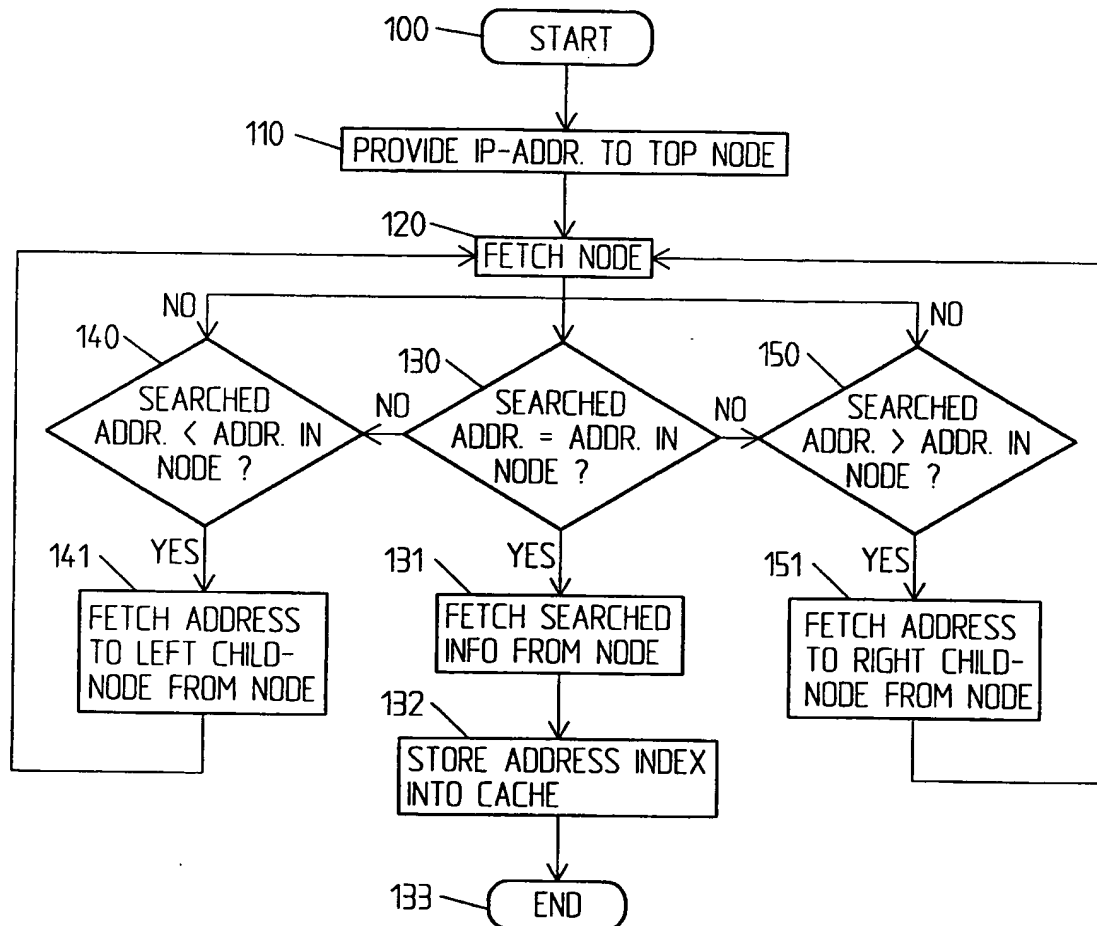 100
START
110
PROVIDE IP-ADDR. TO TOP NODE
120
FETCH NODE
NO
NO
140
130
150
SEARCHED
ADDR. < ADDR. IN
NODE ?
NO
SEARCHED
ADDR. = ADDR. IN
NODE ?
NO
SEARCHED
ADDR. > ADDR. IN
NODE ?
YES
YES
YES
141
131
151
FETCH ADDRESS
TO LEFT CHILD-
NODE FROM NODE
FETCH SEARCHED
INFO FROM NODE
FETCH ADDRESS
TO RIGHT CHILD-
NODE FROM NODE
132
STORE ADDRESS INDEX
INTO CACHE
133
END